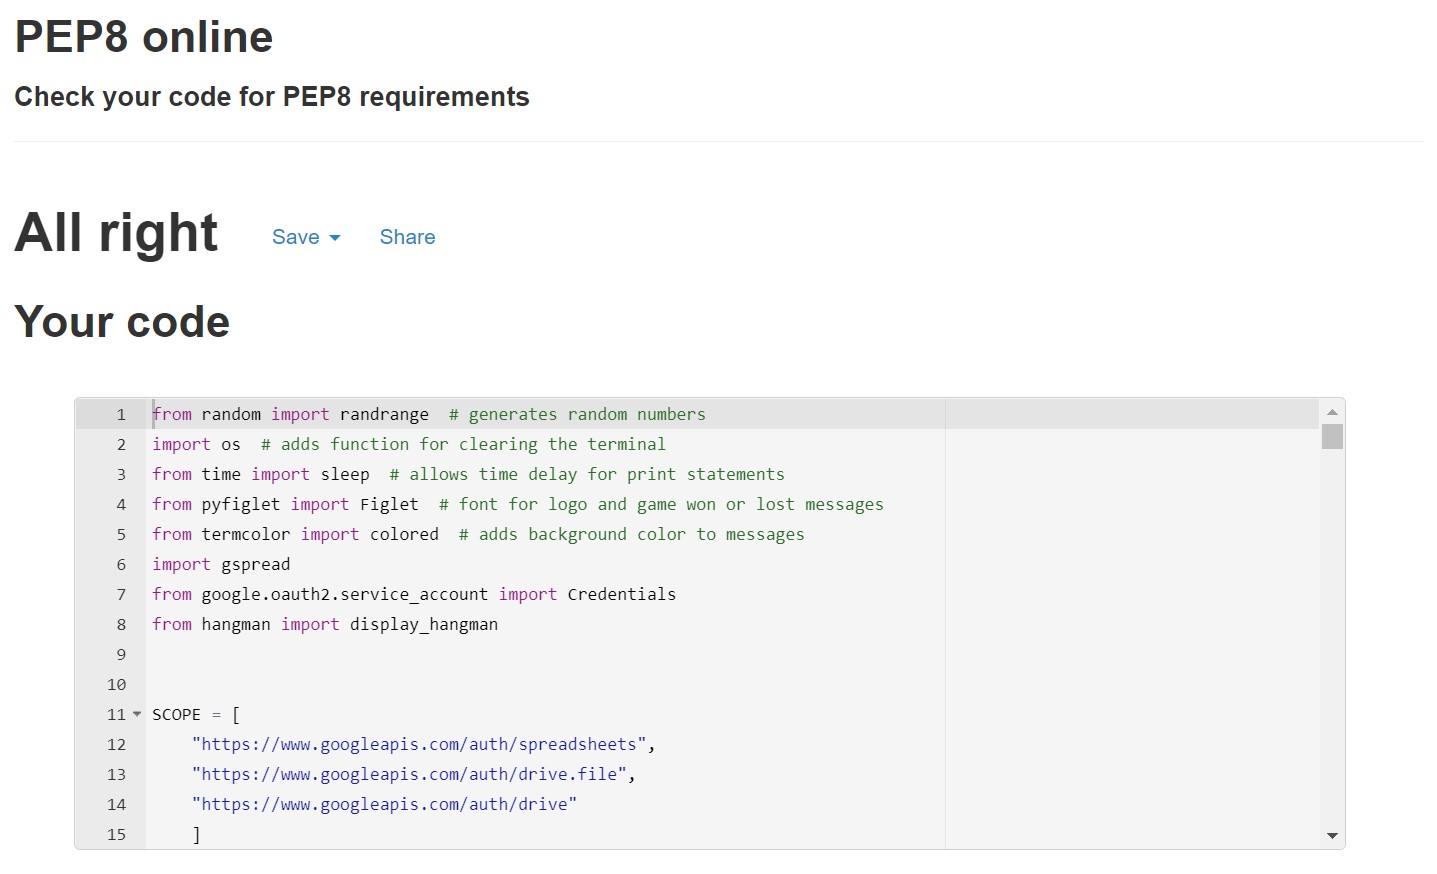 PEP8 online
Check your code for PEP8 requirements
All right Save Share
Your code
1 from random import randrange  # generates random numbers
2 import os  # adds function for clearing the terminal
3 from time import sleep  # allows time delay for print statements
4 from pyfiglet import Figlet  # font for logo and game won or lost messages
5 from termcolor import colored  # adds background color to messages
6 import gspread
7 from google.oauth2.service_account import Credentials
8 from hangman import display_hangman
9
10
11 SCOPE = [
12     "https://www.googleapis.com/auth/spreadsheets",
13     "https://www.googleapis.com/auth/drive.file",
14     "https://www.googleapis.com/auth/drive"
15     ]